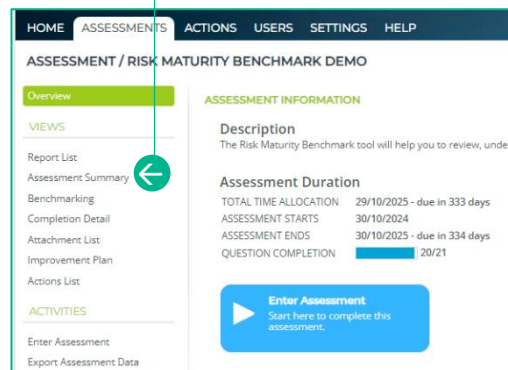 HOME ASSESSMENTS ACTIONS USERS SETTINGS HELP
ASSESSMENT / RISK MATURITY BENCHMARK DEMO
Overview
VIEWS
Report List
Assessment Summary
Benchmarking
Completion Detail
Attachment List
Improvement Plan
Actions List
ACTIVITIES
Enter Assessment
Export Assessment Data
ASSESSMENT INFORMATION
Description
The Risk Maturity Benchmark tool will help you to review, unde
Assessment Duration
TOTAL TIME ALLOCATION 29/10/2025 - due in 333 days
ASSESSMENT STARTS 30/10/2024
ASSESSMENT ENDS 30/10/2025 - due in 334 days
QUESTION COMPLETION 20/21
Enter Assessment
Start here to complete this
assessment.